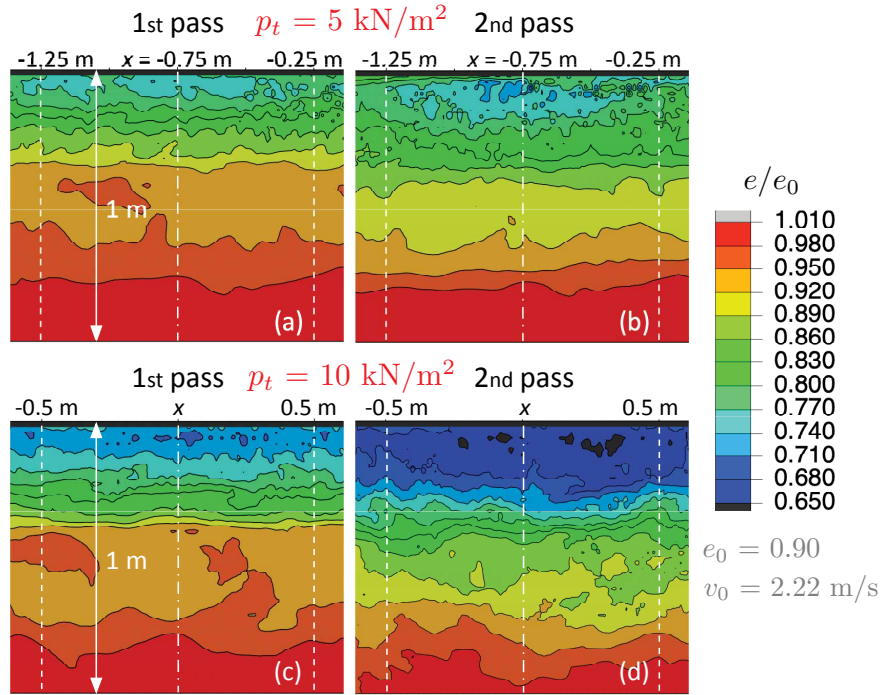 1st pass p_t = 5 kN/m² 2nd pass
-1.25 m x = -0.75 m -0.25 m -1.25 m -0.75 m -0.25 m
1 m
(a) (b)
e/e₀
1.010
0.980
0.950
0.920
0.890
0.860
0.830
0.800
0.770
0.740
0.710
0.680
0.650
1st pass p_t = 10 kN/m² 2nd pass
-0.5 m x 0.5 m -0.5 m x 0.5 m
1 m
(c) (d)
e₀ = 0.90
v₀ = 2.22 m/s